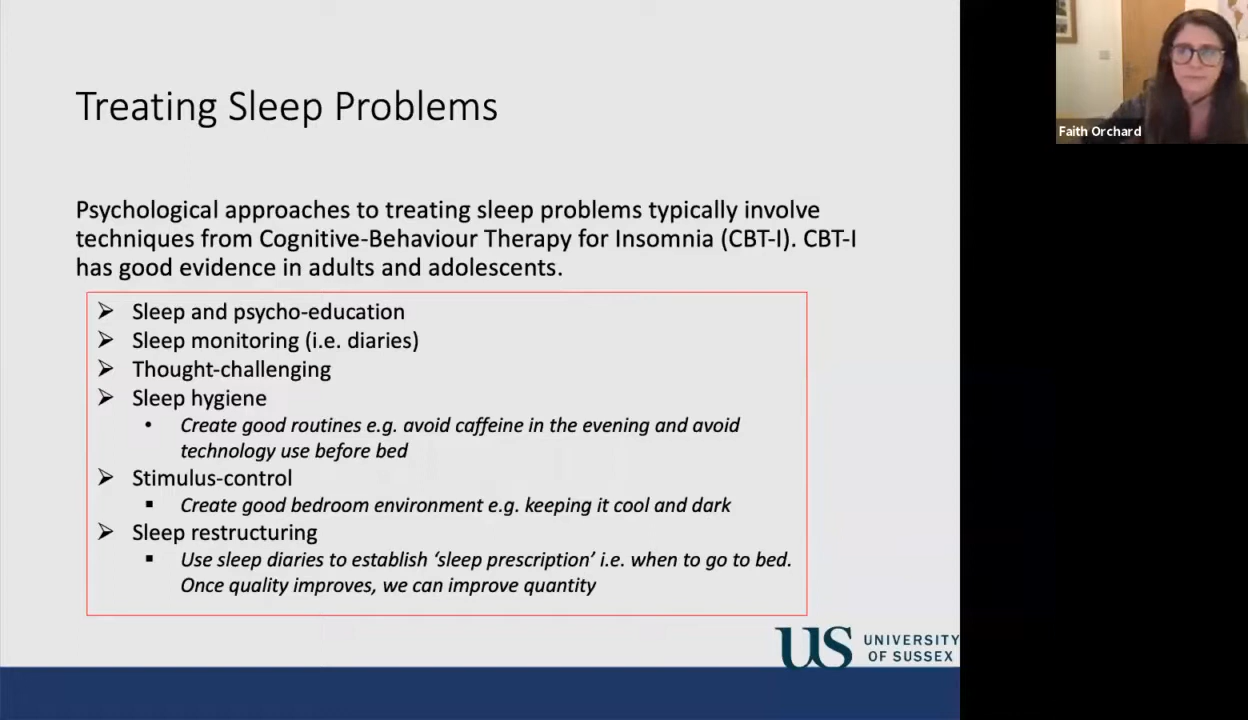 Treating Sleep Problems
Psychological approaches to treating sleep problems typically involve
techniques from Cognitive-Behaviour Therapy for Insomnia (CBT-I). CBT-I
has good evidence in adults and adolescents.
➢ Sleep and psycho-education
➢ Sleep monitoring (i.e. diaries)
➢ Thought-challenging
➢ Sleep hygiene
• Create good routines e.g. avoid caffeine in the evening and avoid
technology use before bed
➢ Stimulus-control
▪ Create good bedroom environment e.g. keeping it cool and dark
➢ Sleep restructuring
▪ Use sleep diaries to establish ‘sleep prescription’ i.e. when to go to bed.
Once quality improves, we can improve quantity
US UNIVERSITY
OF SUSSEX
Faith Orchard